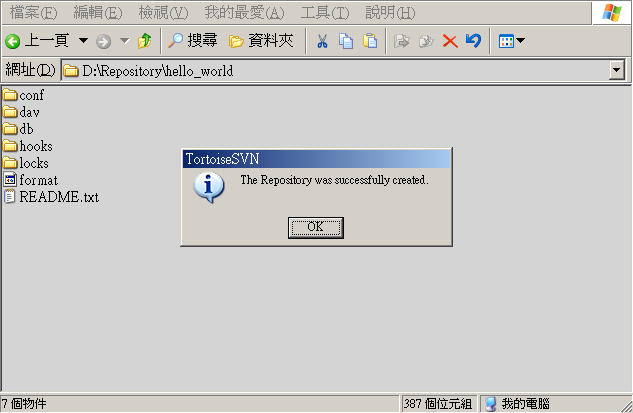 檔案(F) 編輯(E) 檢視(V) 我的最愛(A) 工具(T) 說明(H)
上一頁 搜尋 資料夾
網址(D) D:\Repository\hello_world
conf
dav
db
hooks
locks
format
README.txt
TortoiseSVN
The Repository was successfully created.
OK
7 個物件 387 個位元組 我的電腦